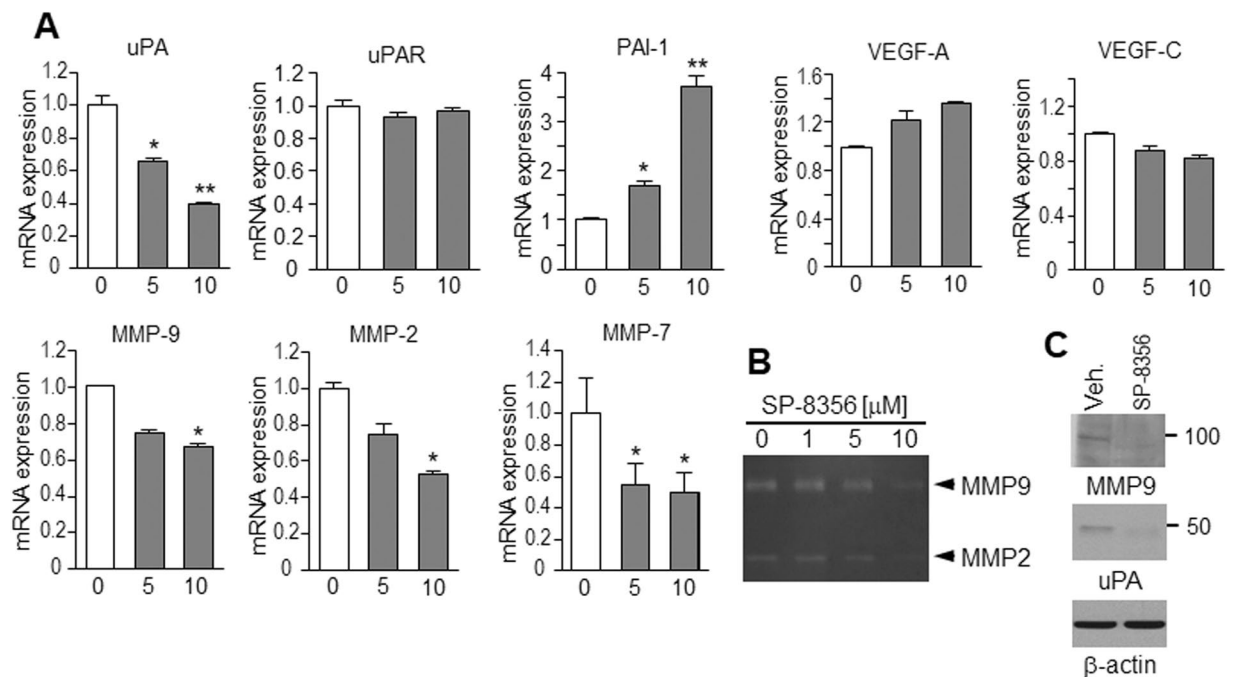 A
uPA
mRNA expression
1.2
1.0
0.8
0.6
0.4
0.2
0
*
**
0 5 10
uPAR
mRNA expression
1.2
1.0
0.8
0.6
0.4
0.2
0
0 5 10
PAI-1
mRNA expression
4
3
2
1
0
*
**
0 5 10
VEGF-A
mRNA expression
1.6
1.2
0.8
0.4
0
0 5 10
VEGF-C
mRNA expression
1.2
0.8
0.4
0
0 5 10
MMP-9
mRNA expression
1.2
1.0
0.8
0.6
0.4
0.2
0
*
0 5 10
MMP-2
mRNA expression
1.2
1.0
0.8
0.6
0.4
0.2
0
*
0 5 10
MMP-7
mRNA expression
1.4
1.2
1.0
0.8
0.6
0.4
0.2
0
*
*
0 5 10
B
SP-8356 [µM]
0 1 5 10
MMP9
MMP2
C
Veh.
SP-8356
100
MMP9
50
uPA
β-actin